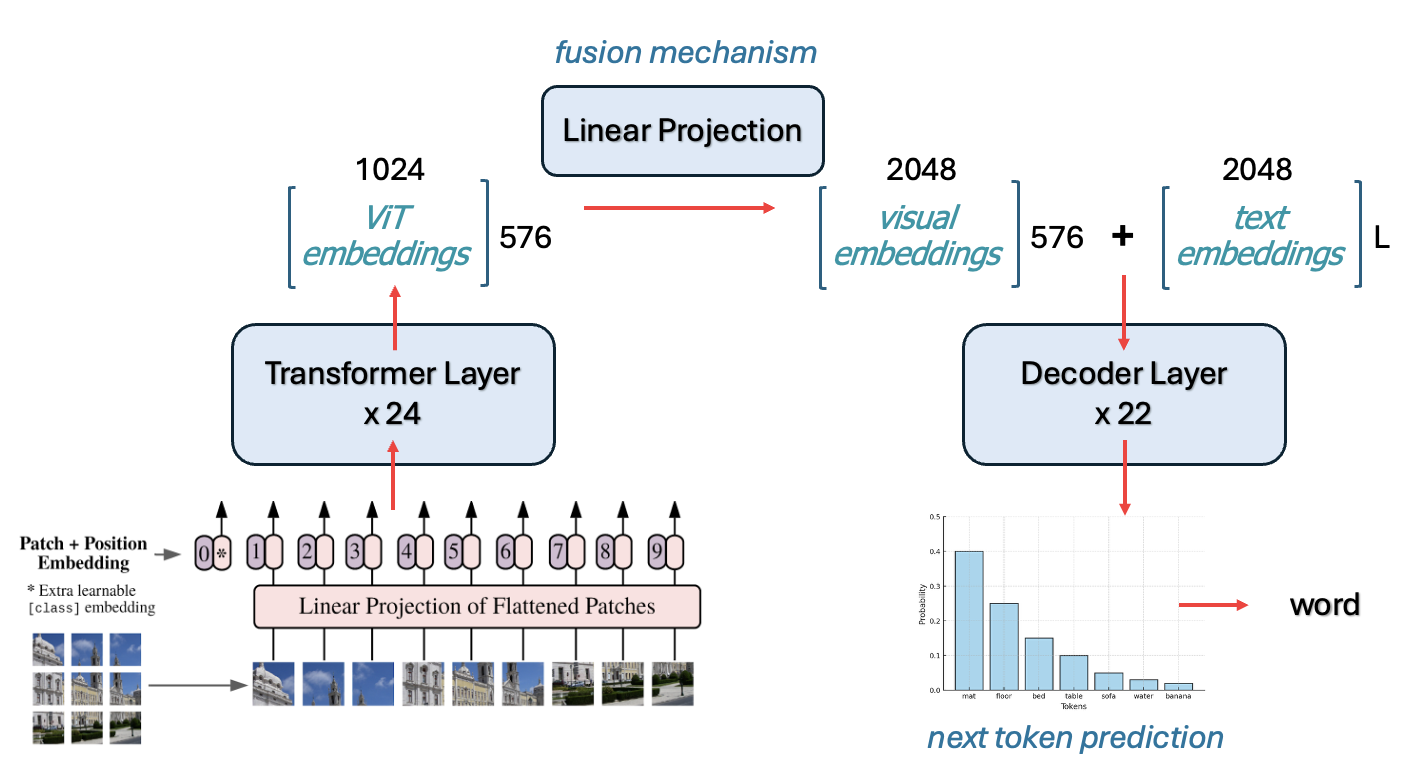 fusion mechanism
Linear Projection
1024
ViT
embeddings
576
2048
visual
embeddings
576
+
2048
text
embeddings
L
Transformer Layer
x 24
Decoder Layer
x 22
Patch + Position
Embedding
* Extra learnable
[class] embedding
0 * 1 2 3 4 5 6 7 8 9
Linear Projection of Flattened Patches
Probability
0.5
0.4
0.3
0.2
0.1
0.0
mat floor bed table sofa water banana
Tokens
word
next token prediction